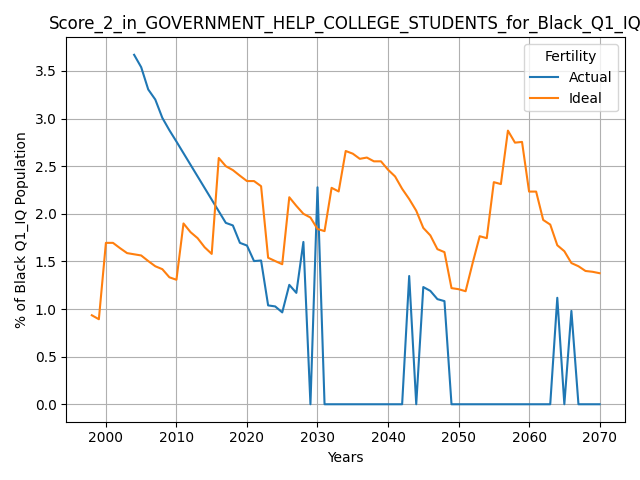 Score_2_in_GOVERNMENT_HELP_COLLEGE_STUDENTS_for_Black_Q1_IQ
Fertility
Actual
Ideal
% of Black Q1_IQ Population
3.5
3.0
2.5
2.0
1.5
1.0
0.5
0.0
2000 2010 2020 2030 2040 2050 2060 2070
Years